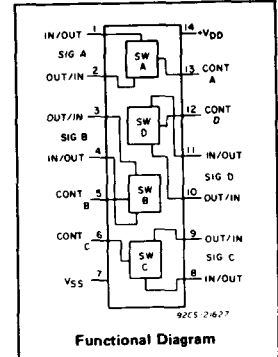 IN/OUT 1 14 +VDD
SIG A SW A
OUT/IN 2 13 CONT A
OUT/IN 3 12 CONT D
SIG B SW D
IN/OUT 4 11 IN/OUT
SIG D
CONT B 5 SW B 10 OUT/IN
CONT C 6 9 OUT/IN
SW C SIG C
VSS 7 8 IN/OUT
92CS-21627
Functional Diagram